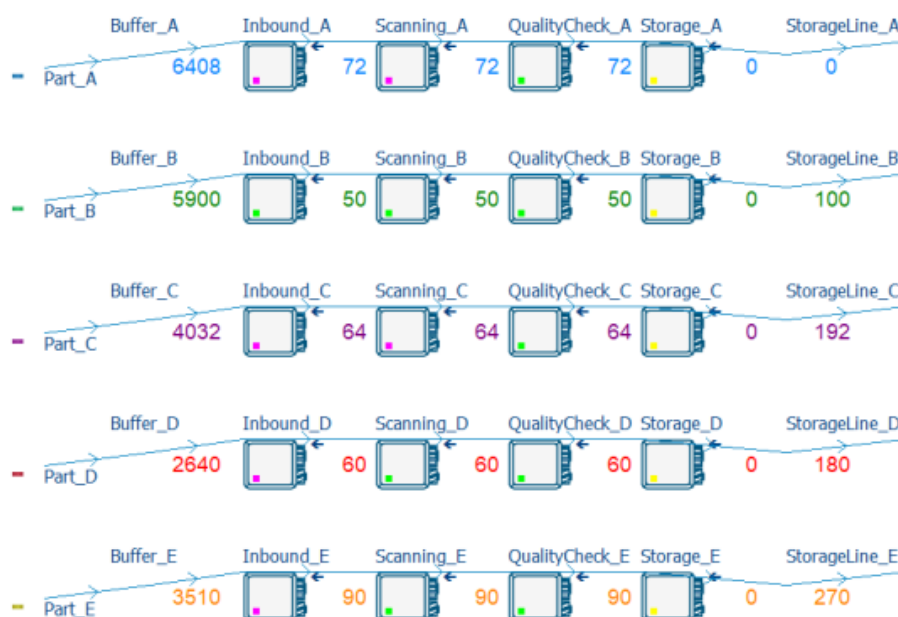 Buffer_A Inbound_A Scanning_A QualityCheck_A Storage_A StorageLine_A
Part_A 6408 72 72 72 0 0
Buffer_B Inbound_B Scanning_B QualityCheck_B Storage_B StorageLine_B
Part_B 5900 50 50 50 0 100
Buffer_C Inbound_C Scanning_C QualityCheck_C Storage_C StorageLine_C
Part_C 4032 64 64 64 0 192
Buffer_D Inbound_D Scanning_D QualityCheck_D Storage_D StorageLine_D
Part_D 2640 60 60 60 0 180
Buffer_E Inbound_E Scanning_E QualityCheck_E Storage_E StorageLine_E
Part_E 3510 90 90 90 0 270